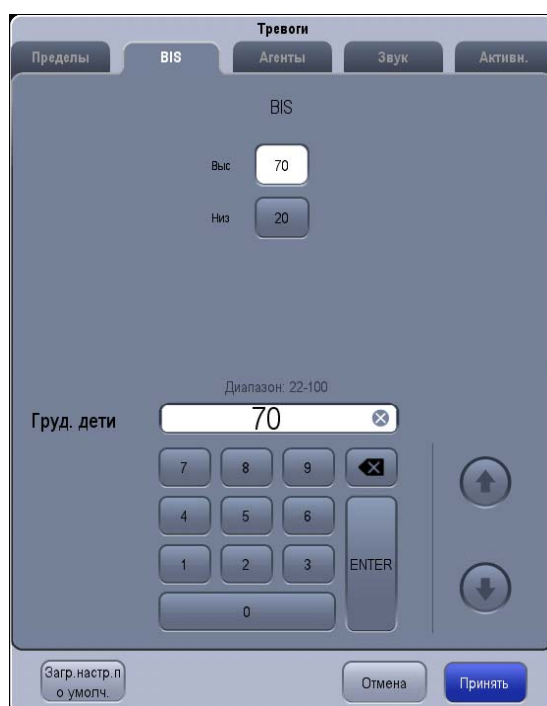 Тревоги
Пределы BIS Агенты Звук Активн.
BIS
Выс 70
Низ 20
Диапазон: 22-100
Груд. дети 70
7 8 9
4 5 6
1 2 3 ENTER
0
Загр.настр.п
о умолч.
Отмена Принять